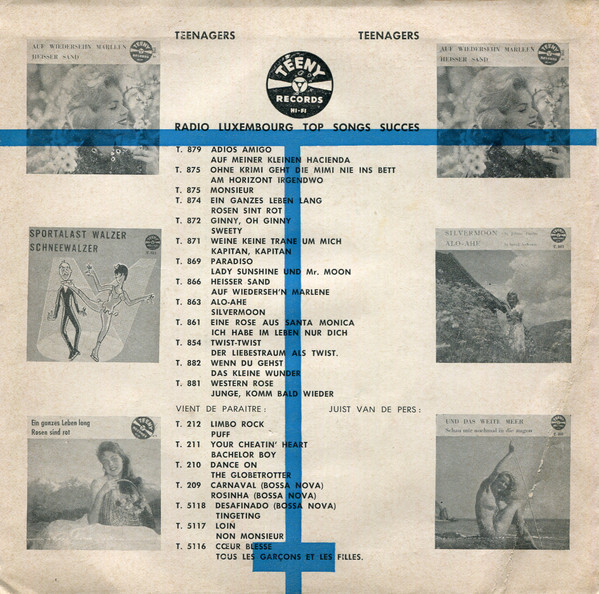 TEENAGERS TEENAGERS
AUF WIEDERSEHN MARLEEN
HEISSER SAND
TEENY
RECORDS
HI-FI
AUF WIEDERSEHN MARLEEN
HEISSER SAND
RADIO LUXEMBOURG TOP SONGS SUCCES
T. 879 ADIOS AMIGO
AUF MEINER KLEINEN HACIENDA
T. 875 OHNE KRIMI GEHT DIE MIMI NIE INS BETT
AM HORIZONT IRGENDWO
T. 875 MONSIEUR
T. 874 EIN GANZES LEBEN LANG
ROSEN SINT ROT
T. 872 GINNY, OH GINNY
SWEETY
T. 871 WEINE KEINE TRANE UM MICH
KAPITAN, KAPITAN
T. 869 PARADISO
LADY SUNSHINE UND Mr. MOON
T. 866 HEISSER SAND
AUF WIEDERSEH'N MARLENE
T. 863 ALO-AHE
SILVERMOON
T. 861 EINE ROSE AUS SANTA MONICA
ICH HABE IM LEBEN NUR DICH
T. 854 TWIST-TWIST
DER LIEBESTRAUM ALS TWIST.
T. 882 WENN DU GEHST
DAS KLEINE WUNDER
T. 881 WESTERN ROSE
JUNGE, KOMM BALD WIEDER
SPORTALAST WALZER
SCHNEEWALZER
SILVERMOON
ALO-AHE
VIENT DE PARAITRE : JUIST VAN DE PERS :
T. 212 LIMBO ROCK
PUFF
T. 211 YOUR CHEATIN' HEART
BACHELOR BOY
T. 210 DANCE ON
THE GLOBETROTTER
T. 209 CARNAVAL (BOSSA NOVA)
ROSINHA (BOSSA NOVA)
T. 5118 DESAFINADO (BOSSA NOVA)
TINGETING
T. 5117 LOIN
NON MONSIEUR
T. 5116 CŒUR BLESSE
TOUS LES GARÇONS ET LES FILLES.
Ein ganzes Leben lang
Rosen sind rot
UND DAS WEITE MEER
Schau mir nochmal in die augen